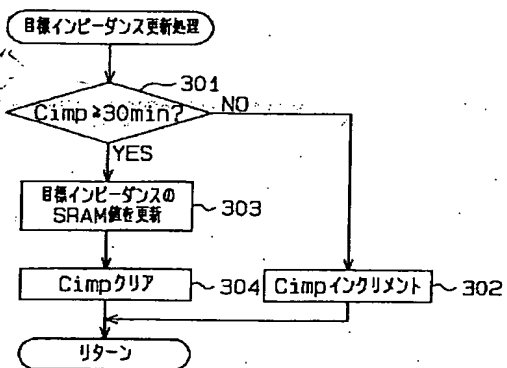 目標インピーダンス更新処理
301
Cimp≧30min?
NO
YES
目標インピーダンスの
SRAM値を更新
303
Cimpクリア
304
Cimpインクリメント
302
リターン